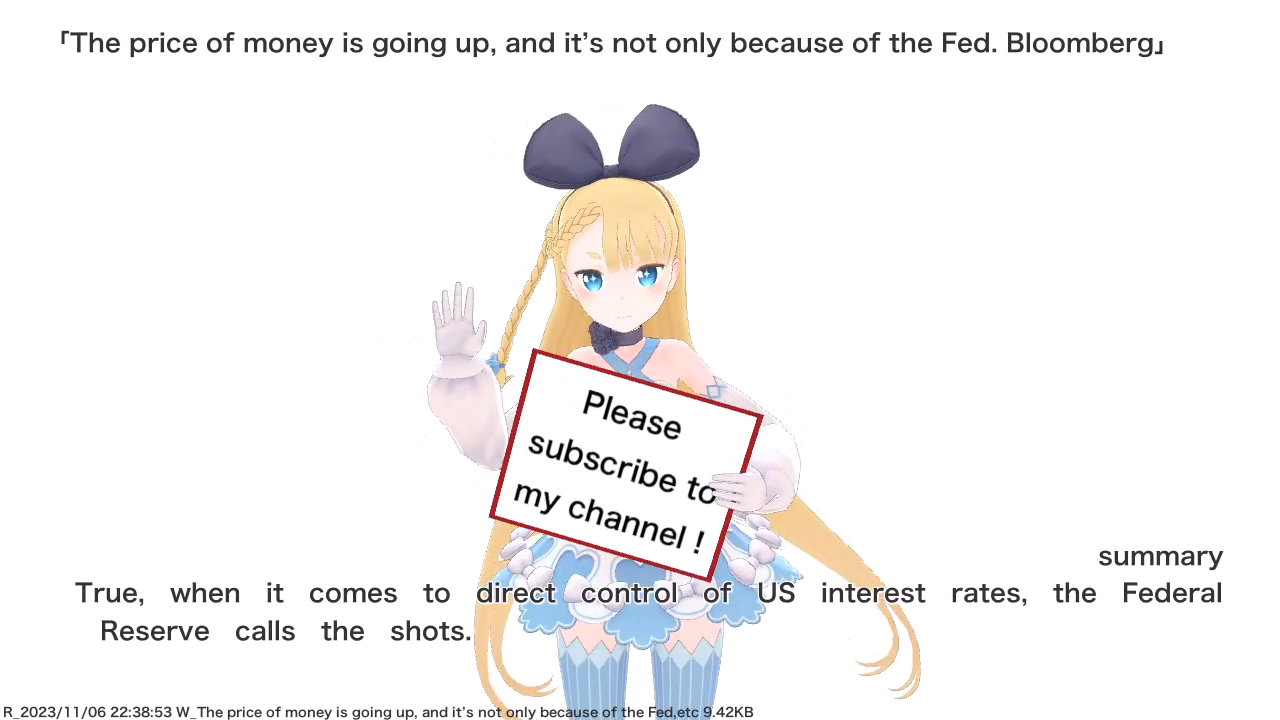 「The price of money is going up, and it’s not only because of the Fed. Bloomberg」
Please
subscribe to
my channel !
summary
True, when it comes to direct control of US interest rates, the Federal
Reserve calls the shots.
R_2023/11/06 22:38:53 W_The price of money is going up, and it’s not only because of the Fed,etc 9.42KB